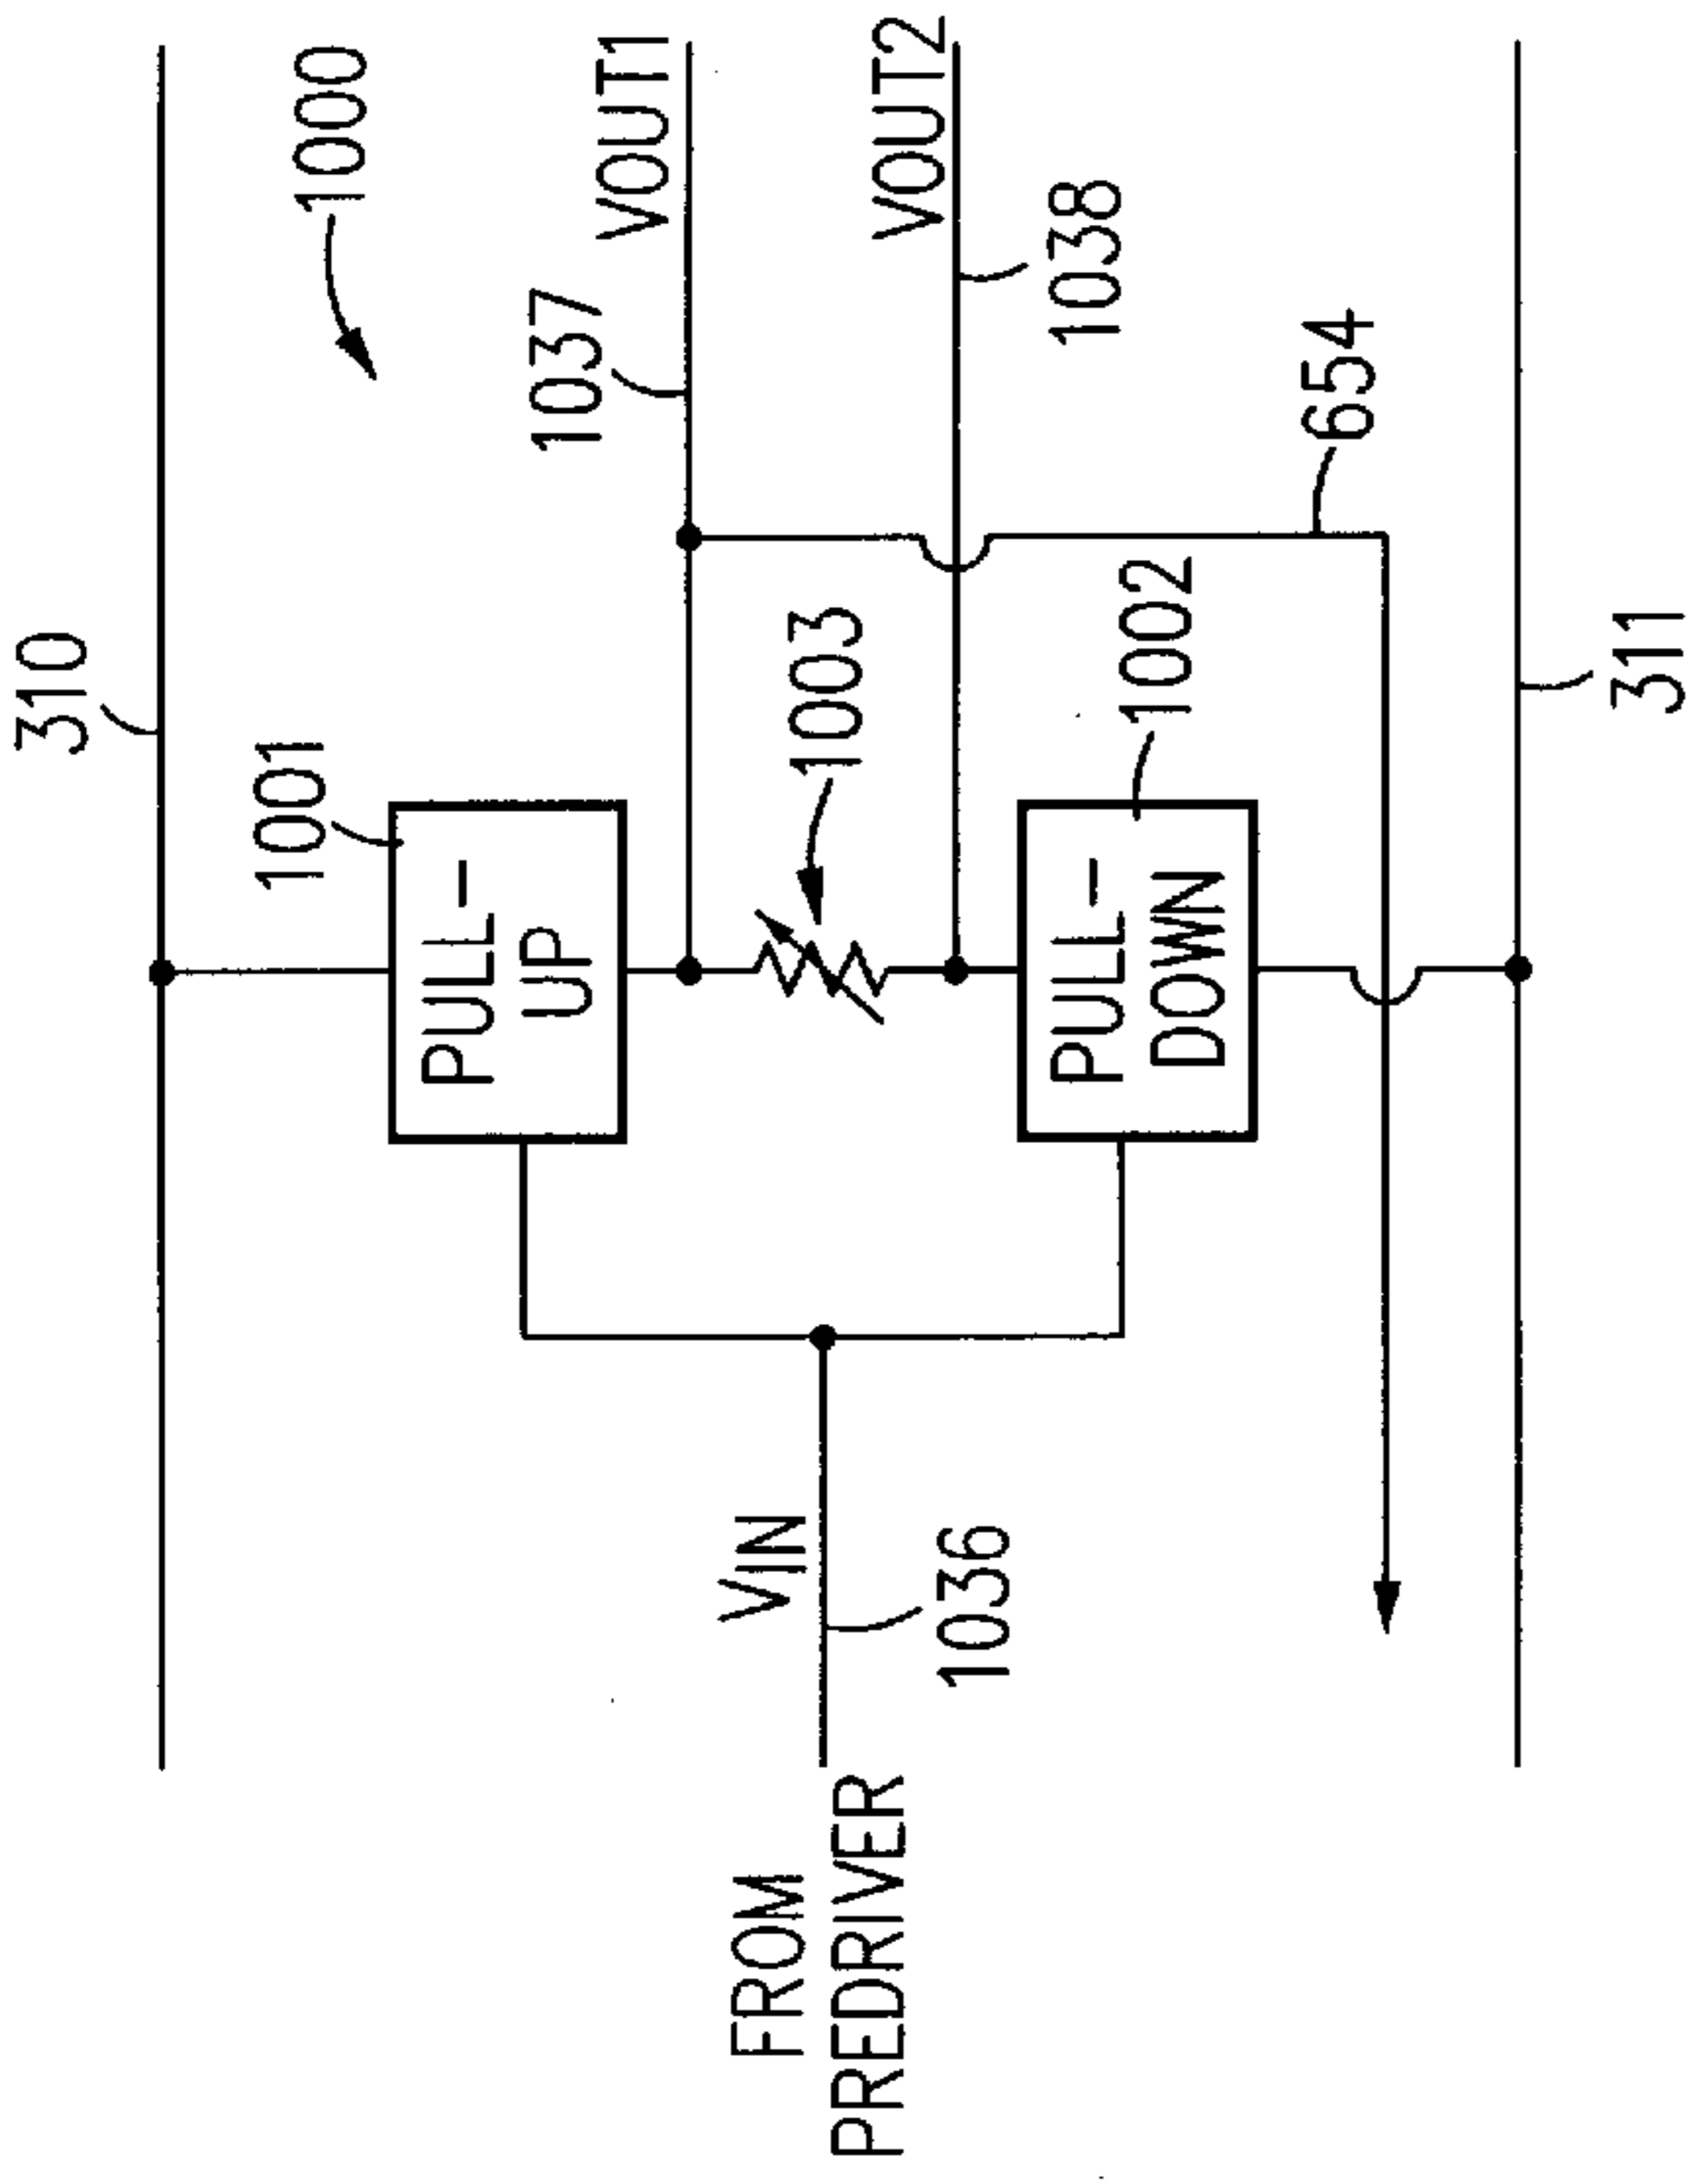 310
1000
1001
PULL-
UP
1037
VOUT1
VOUT2
1038
1003
VIN
FROM
PREDRIVER
1036
PULL-
DOWN
1002
654
311